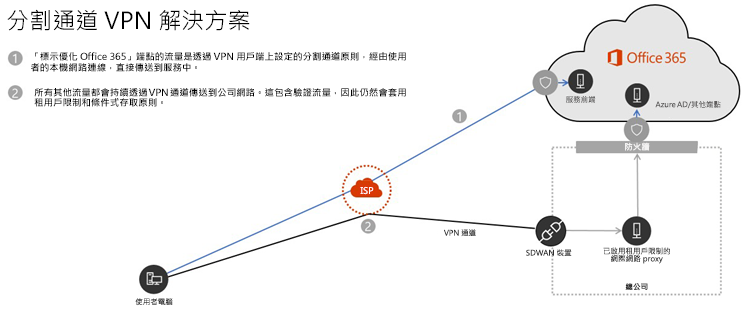 分割通道 VPN 解決方案
1 「標示優化 Office 365」端點的流量是透過 VPN 用戶端上設定的分割通道原則，經由使用
者的本機網路連線，直接傳送到服務中。
2 所有其他流量都會持續透過 VPN 通道傳送到公司網路。這包含驗證流量，因此仍然會套用
租用戶限制和條件式存取原則。
Office 365
服務前端
Azure AD/其他端點
1
防火牆
ISP
2
VPN 通道
SDWAN 裝置
已啟用租用戶限制的
網際網路 proxy
使用者電腦
總公司